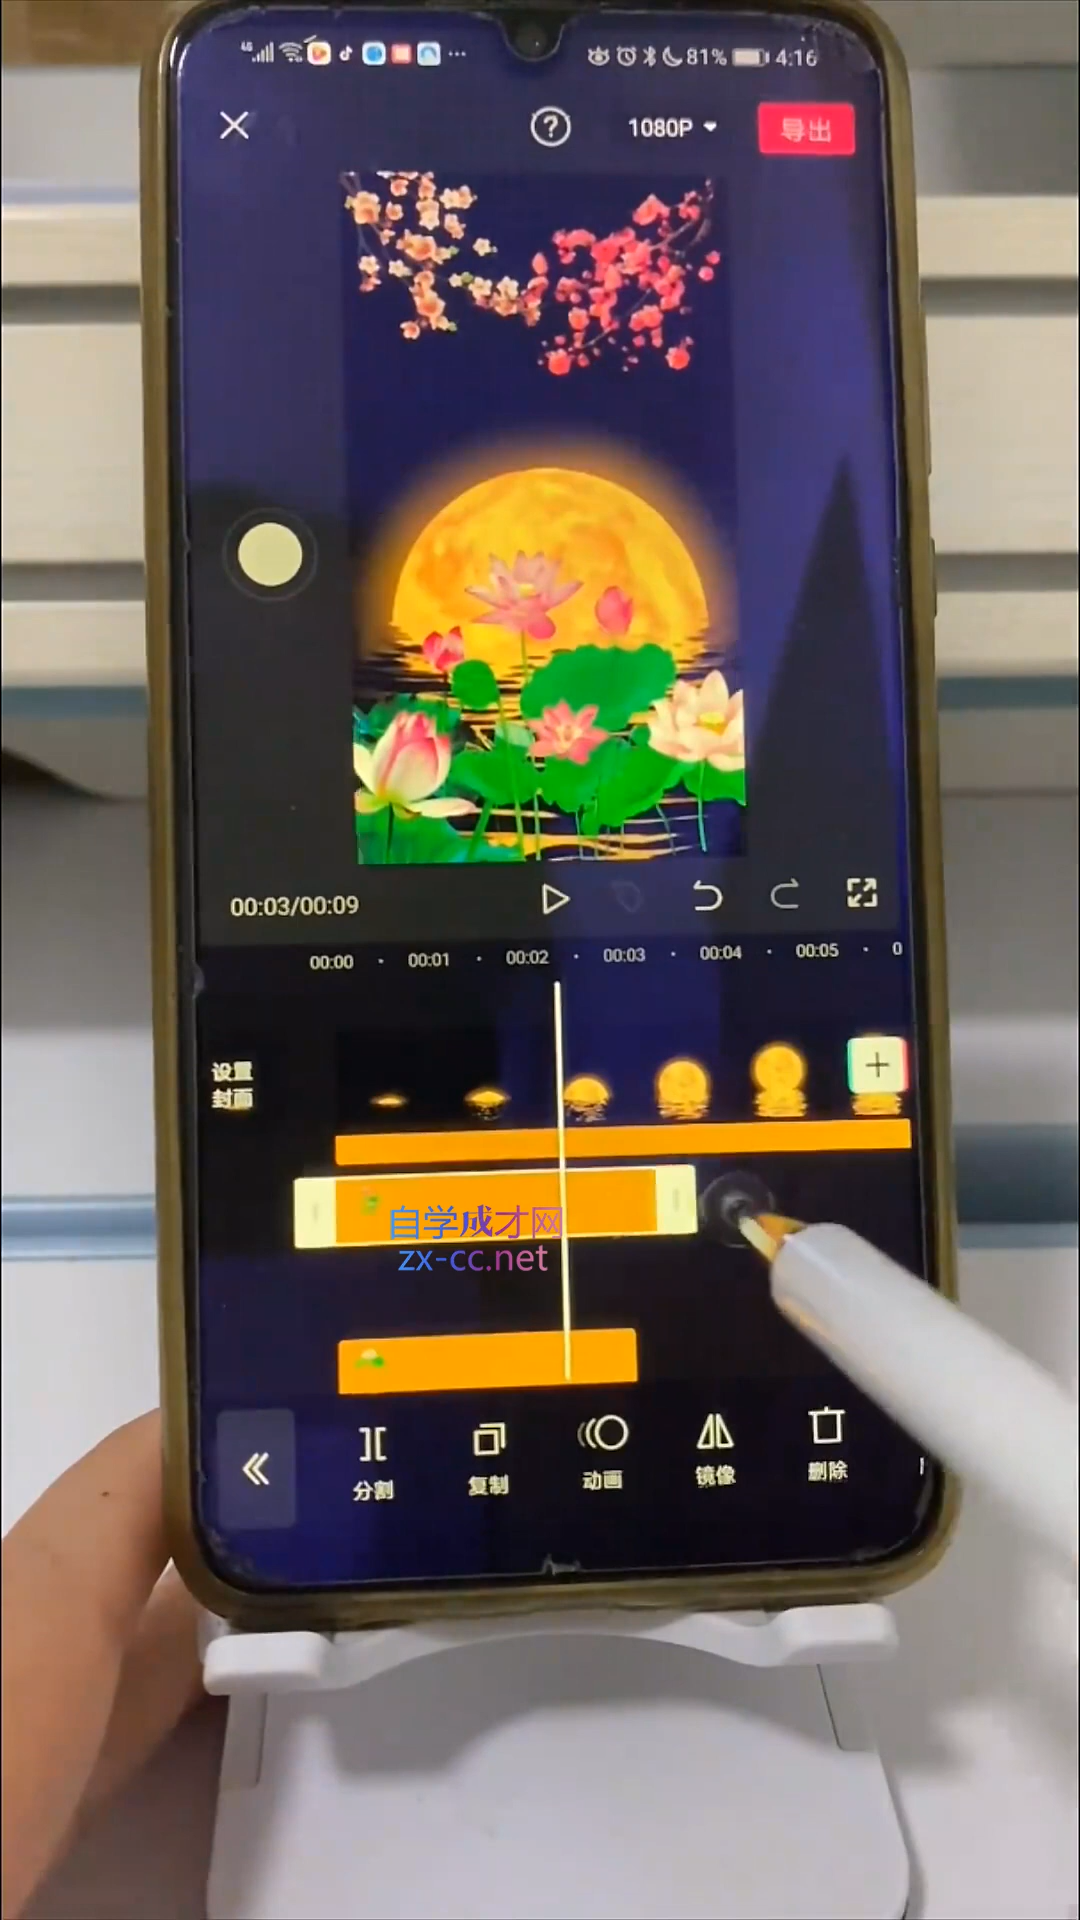 4G 81% 4:16
? 1080P 导出
00:03/00:09
00:00 · 00:01 · 00:02 · 00:03 · 00:04 · 00:05 · 0
设置
封面
自学成才网
zx-cc.net
分割 复制 动画 镜像 删除